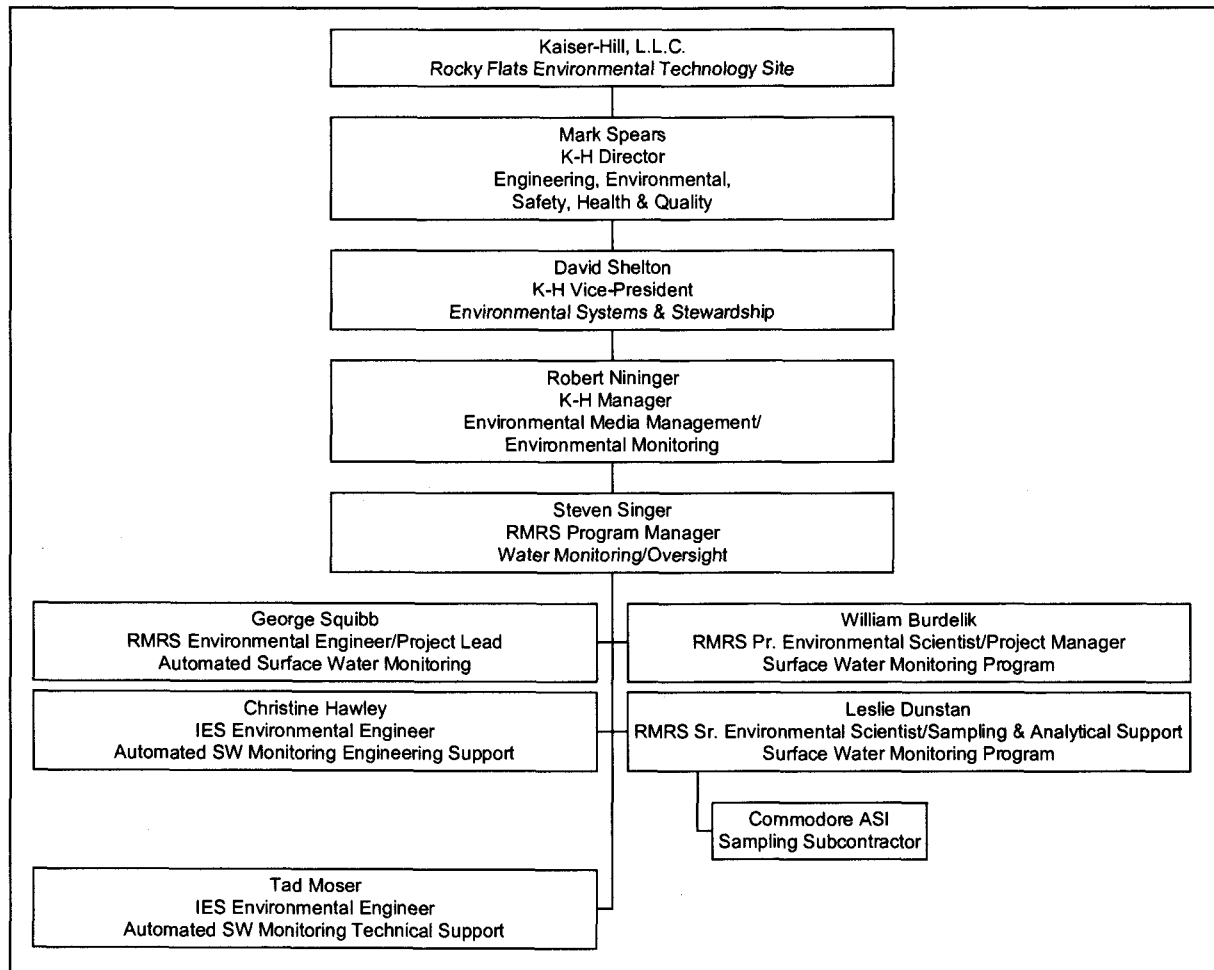 Kaiser-Hill, L.L.C.
Rocky Flats Environmental Technology Site
Mark Spears
K-H Director
Engineering, Environmental,
Safety, Health & Quality
David Shelton
K-H Vice-President
Environmental Systems & Stewardship
Robert Nininger
K-H Manager
Environmental Media Management/
Environmental Monitoring
Steven Singer
RMRS Program Manager
Water Monitoring/Oversight
George Squibb
RMRS Environmental Engineer/Project Lead
Automated Surface Water Monitoring
William Burdelik
RMRS Pr. Environmental Scientist/Project Manager
Surface Water Monitoring Program
Christine Hawley
IES Environmental Engineer
Automated SW Monitoring Engineering Support
Leslie Dunstan
RMRS Sr. Environmental Scientist/Sampling & Analytical Support
Surface Water Monitoring Program
Commodore ASI
Sampling Subcontractor
Tad Moser
IES Environmental Engineer
Automated SW Monitoring Technical Support